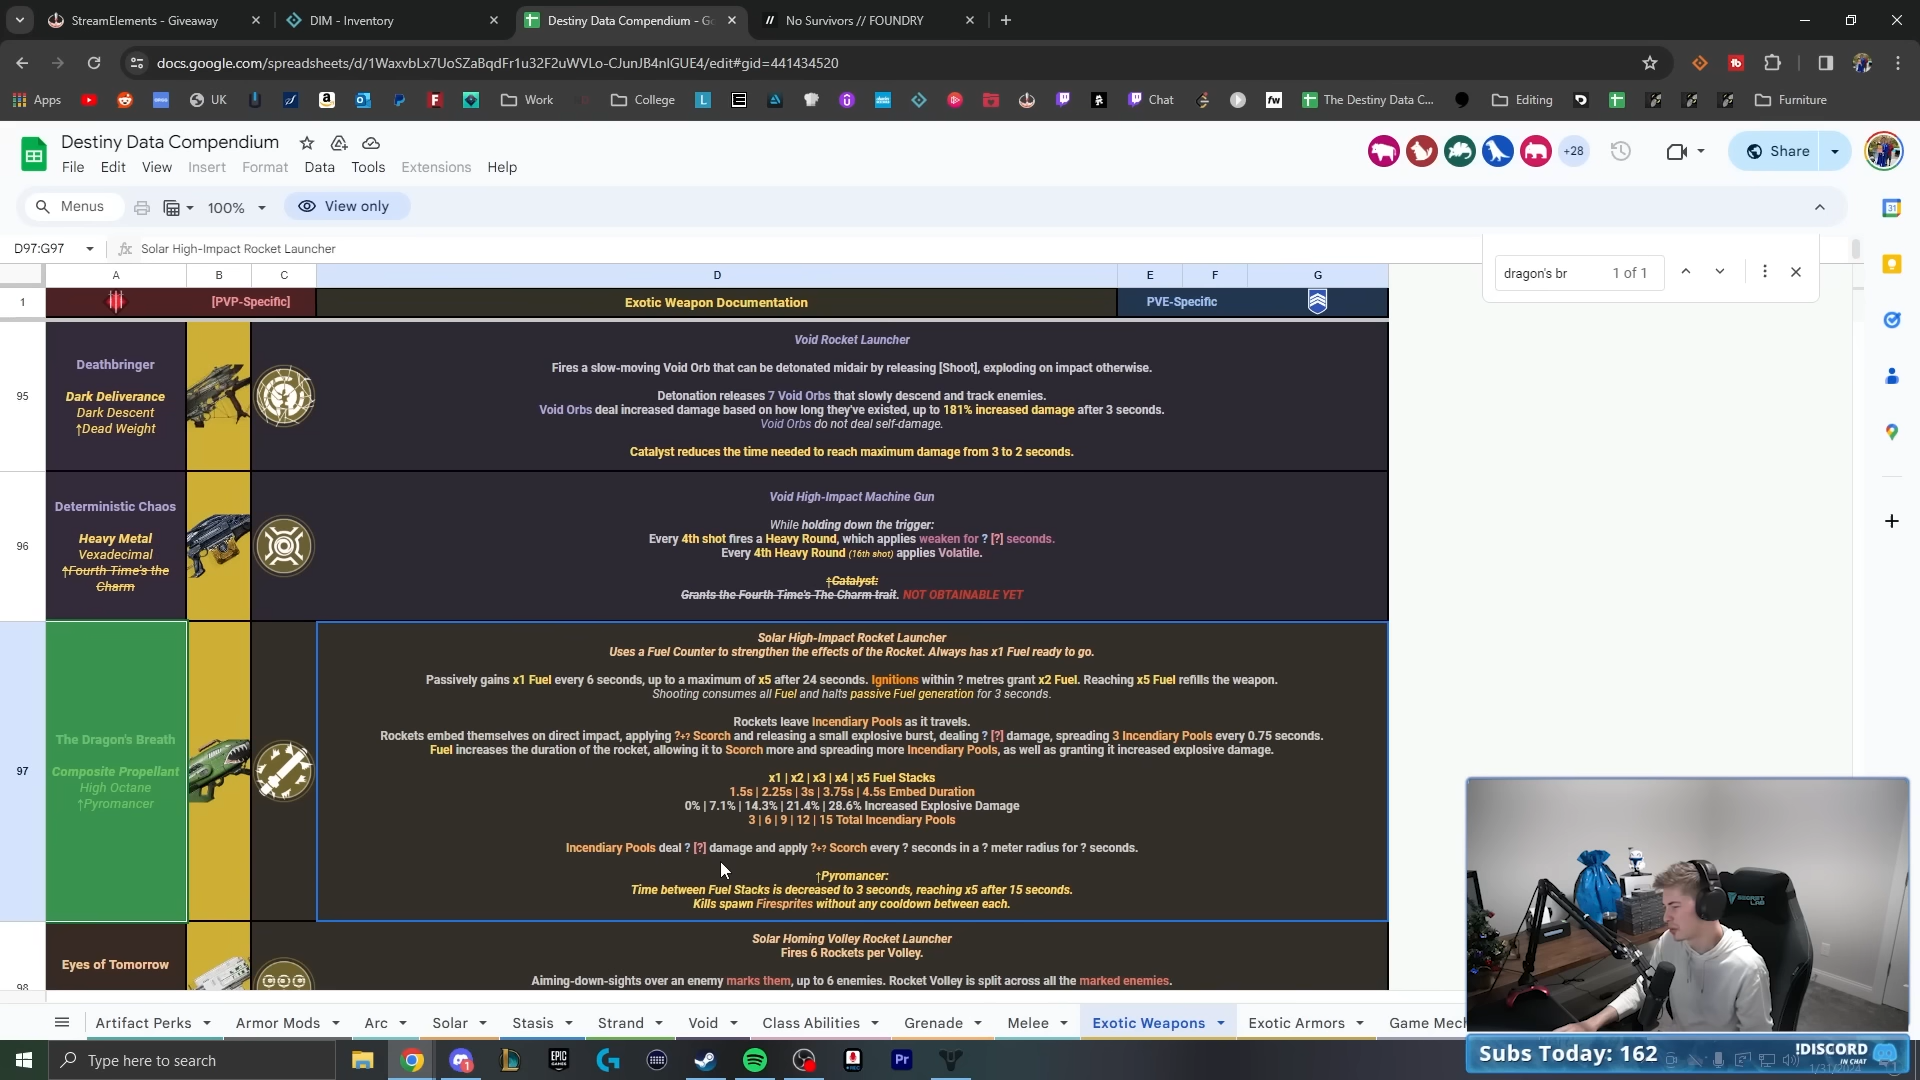 StreamElements - Giveaway
DIM - Inventory
Destiny Data Compendium - Go
No Survivors // FOUNDRY
docs.google.com/spreadsheets/d/1WaxvbLx7UoSZaBqdFr1u32F2uWVLo-CJunJB4nlGUE4/edit#gid=441434520
Apps
UK
Work
College
Chat
The Destiny Data C...
Editing
Furniture
Destiny Data Compendium
+28
Share
File Edit View Insert Format Data Tools Extensions Help
Menus
100%
View only
D97:G97
Solar High-Impact Rocket Launcher
dragon's br 1 of 1
A B C D E F G
1
[PVP-Specific]
Exotic Weapon Documentation
PVE-Specific
95
Deathbringer
Dark Deliverance
Dark Descent
↑Dead Weight
Void Rocket Launcher
Fires a slow-moving Void Orb that can be detonated midair by releasing [Shoot], exploding on impact otherwise.
Detonation releases 7 Void Orbs that slowly descend and track enemies.
Void Orbs deal increased damage based on how long they've existed, up to 181% increased damage after 3 seconds.
Void Orbs do not deal self-damage.
Catalyst reduces the time needed to reach maximum damage from 3 to 2 seconds.
96
Deterministic Chaos
Heavy Metal
Vexadecimal
↑Fourth Time's the
Charm
Void High-Impact Machine Gun
While holding down the trigger:
Every 4th shot fires a Heavy Round, which applies weaken for ? [?] seconds.
Every 4th Heavy Round (16th shot) applies Volatile.
↑Catalyst:
Grants the Fourth Time's The Charm trait. NOT OBTAINABLE YET
97
The Dragon's Breath
Composite Propellant
High Octane
↑Pyromancer
Solar High-Impact Rocket Launcher
Uses a Fuel Counter to strengthen the effects of the Rocket. Always has x1 Fuel ready to go.
Passively gains x1 Fuel every 6 seconds, up to a maximum of x5 after 24 seconds. Ignitions within ? metres grant x2 Fuel. Reaching x5 Fuel refills the weapon.
Shooting consumes all Fuel and halts passive Fuel generation for 3 seconds.
Rockets leave Incendiary Pools as it travels.
Rockets embed themselves on direct impact, applying ?+? Scorch and releasing a small explosive burst, dealing ? [?] damage, spreading 3 Incendiary Pools every 0.75 seconds.
Fuel increases the duration of the rocket, allowing it to Scorch more and spreading more Incendiary Pools, as well as granting it increased explosive damage.
x1 | x2 | x3 | x4 | x5 Fuel Stacks
1.5s | 2.25s | 3s | 3.75s | 4.5s Embed Duration
0% | 7.1% | 14.3% | 21.4% | 28.6% Increased Explosive Damage
3 | 6 | 9 | 12 | 15 Total Incendiary Pools
Incendiary Pools deal ? [?] damage and apply ?+? Scorch every ? seconds in a ? meter radius for ? seconds.
↑Pyromancer:
Time between Fuel Stacks is decreased to 3 seconds, reaching x5 after 15 seconds.
Kills spawn Firesprites without any cooldown between each.
98
Eyes of Tomorrow
Solar Homing Volley Rocket Launcher
Fires 6 Rockets per Volley.
Aiming-down-sights over an enemy marks them, up to 6 enemies. Rocket Volley is split across all the marked enemies.
Artifact Perks
Armor Mods
Arc
Solar
Stasis
Strand
Void
Class Abilities
Grenade
Melee
Exotic Weapons
Exotic Armors
Game Mech
Type here to search
Subs Today: 162
!DISCORD
IN CHAT